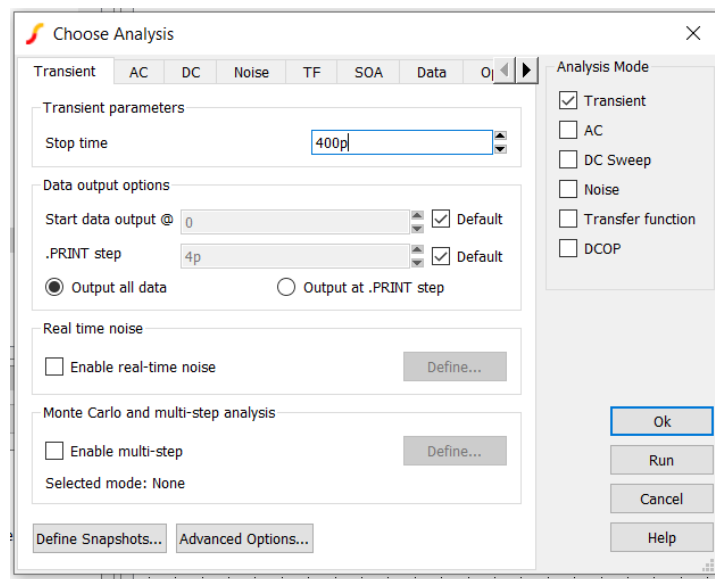 Choose Analysis
Transient AC DC Noise TF SOA Data
Transient parameters
Stop time 400p
Data output options
Start data output @ 0 Default
.PRINT step 4p Default
Output all data Output at .PRINT step
Real time noise
Enable real-time noise Define...
Monte Carlo and multi-step analysis
Enable multi-step Define...
Selected mode: None
Define Snapshots... Advanced Options...
Analysis Mode
Transient
AC
DC Sweep
Noise
Transfer function
DCOP
Ok
Run
Cancel
Help